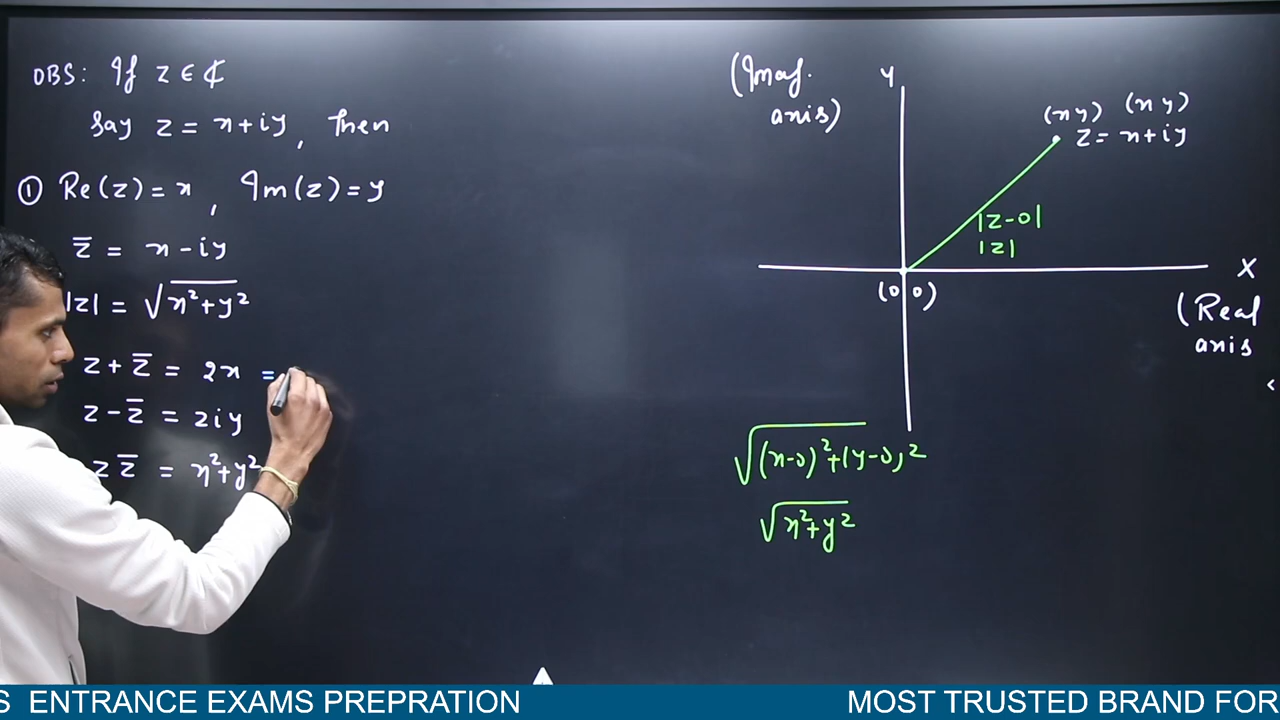 OBS: If z ∈ ℂ
Say z = x+iy, Then
① Re(z) = x, Im(z) = y
z̅ = x - iy
|z| = √x²+y²
z + z̅ = 2x =
z - z̅ = 2iy
z z̅ = x²+y²
(Imag.
axis)
Y
(x y) (x y)
z = x+iy
|z-0|
|z|
(0 0)
X
(Real
axis
√(x-0)²+(y-0)²
√x²+y²
S ENTRANCE EXAMS PREPRATION
MOST TRUSTED BRAND FOR